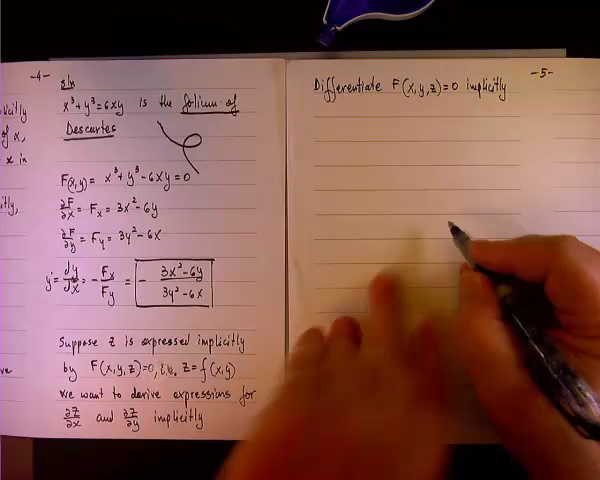 -4-
soln
x³ + y³ = 6xy is the folium of
Descartes
F(x,y) = x³ + y³ - 6xy = 0
∂F/∂x = Fx = 3x² - 6y
∂F/∂y = Fy = 3y² - 6x
y' = dy/dx = - Fx/Fy = - (3x² - 6y)/(3y² - 6x)
Suppose z is expressed implicitly
by F(x,y,z)=0, i.e. z = f(x,y)
We want to derive expressions for
∂z/∂x and ∂z/∂y implicitly
-5-
Differentiate F(x,y,z)=0 implicitly